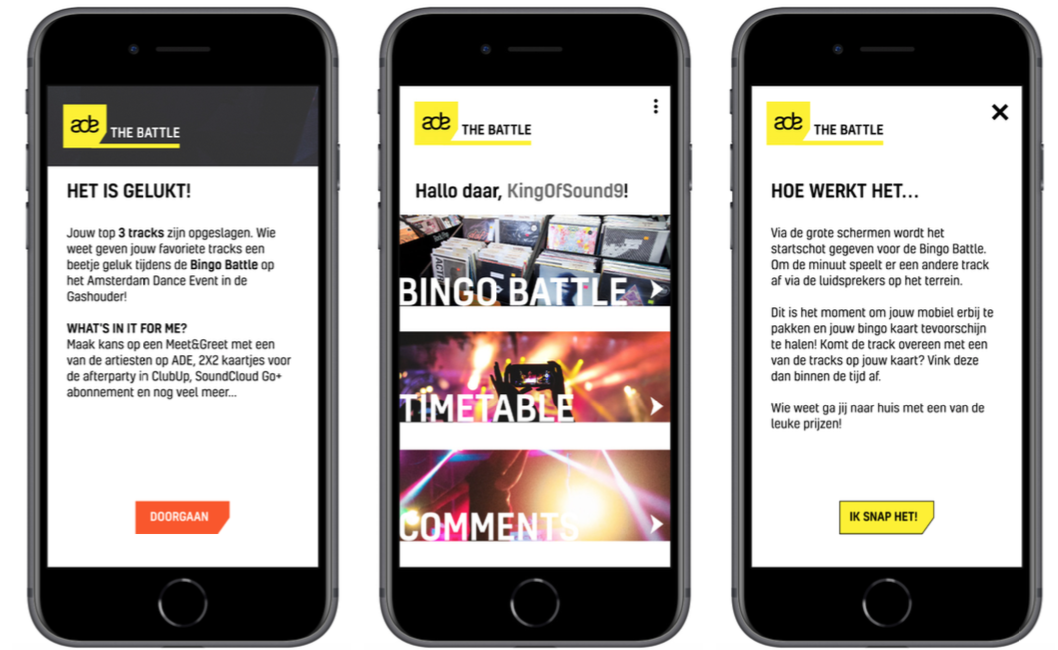 ade THE BATTLE
HET IS GELUKT!
Jouw top 3 tracks zijn opgeslagen. Wie
weet geven jouw favoriete tracks een
beetje geluk tijdens de Bingo Battle op
het Amsterdam Dance Event in de
Gashouder!
WHAT'S IN IT FOR ME?
Maak kans op een Meet&Greet met een
van de artiesten op ADE, 2X2 kaartjes voor
de afterparty in ClubUp, SoundCloud Go+
abonnement en nog veel meer...
DOORGAAN
ade THE BATTLE
Hallo daar, KingOfSound9!
BINGO BATTLE
TIMETABLE
COMMENTS
ade THE BATTLE
HOE WERKT HET...
Via de grote schermen wordt het
startschot gegeven voor de Bingo Battle.
Om de minuut speelt er een andere track
af via de luidsprekers op het terrein.
Dit is het moment om jouw mobiel erbij te
pakken en jouw bingo kaart tevoorschijn
te halen! Komt de track overeen met een
van de tracks op jouw kaart? Vink deze
dan binnen de tijd af.
Wie weet ga jij naar huis met een van de
leuke prijzen!
IK SNAP HET!